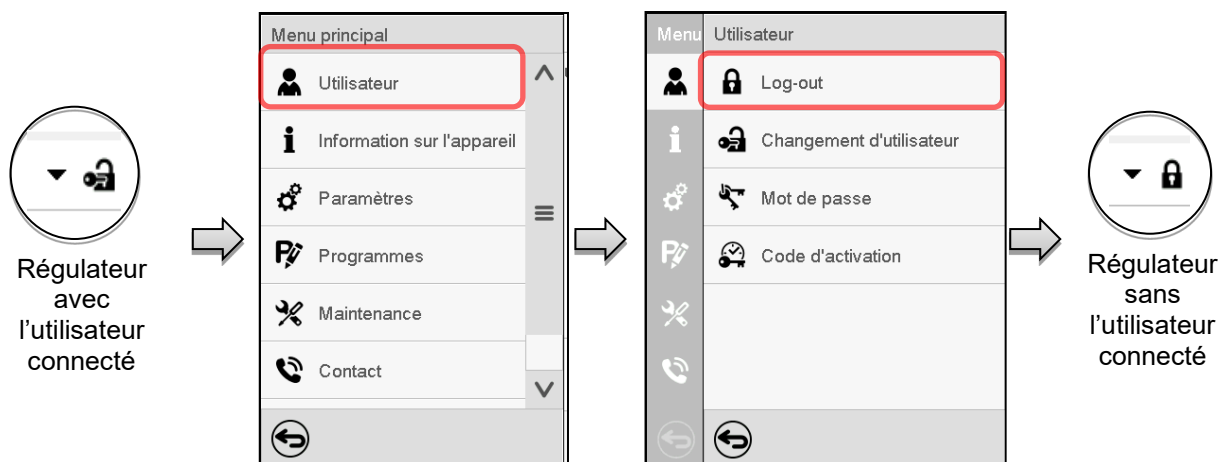 Régulateur
avec
l’utilisateur
connecté
Menu principal
Utilisateur
Information sur l'appareil
Paramètres
Programmes
Maintenance
Contact
Menu
Utilisateur
Log-out
Changement d'utilisateur
Mot de passe
Code d'activation
Régulateur
sans
l’utilisateur
connecté